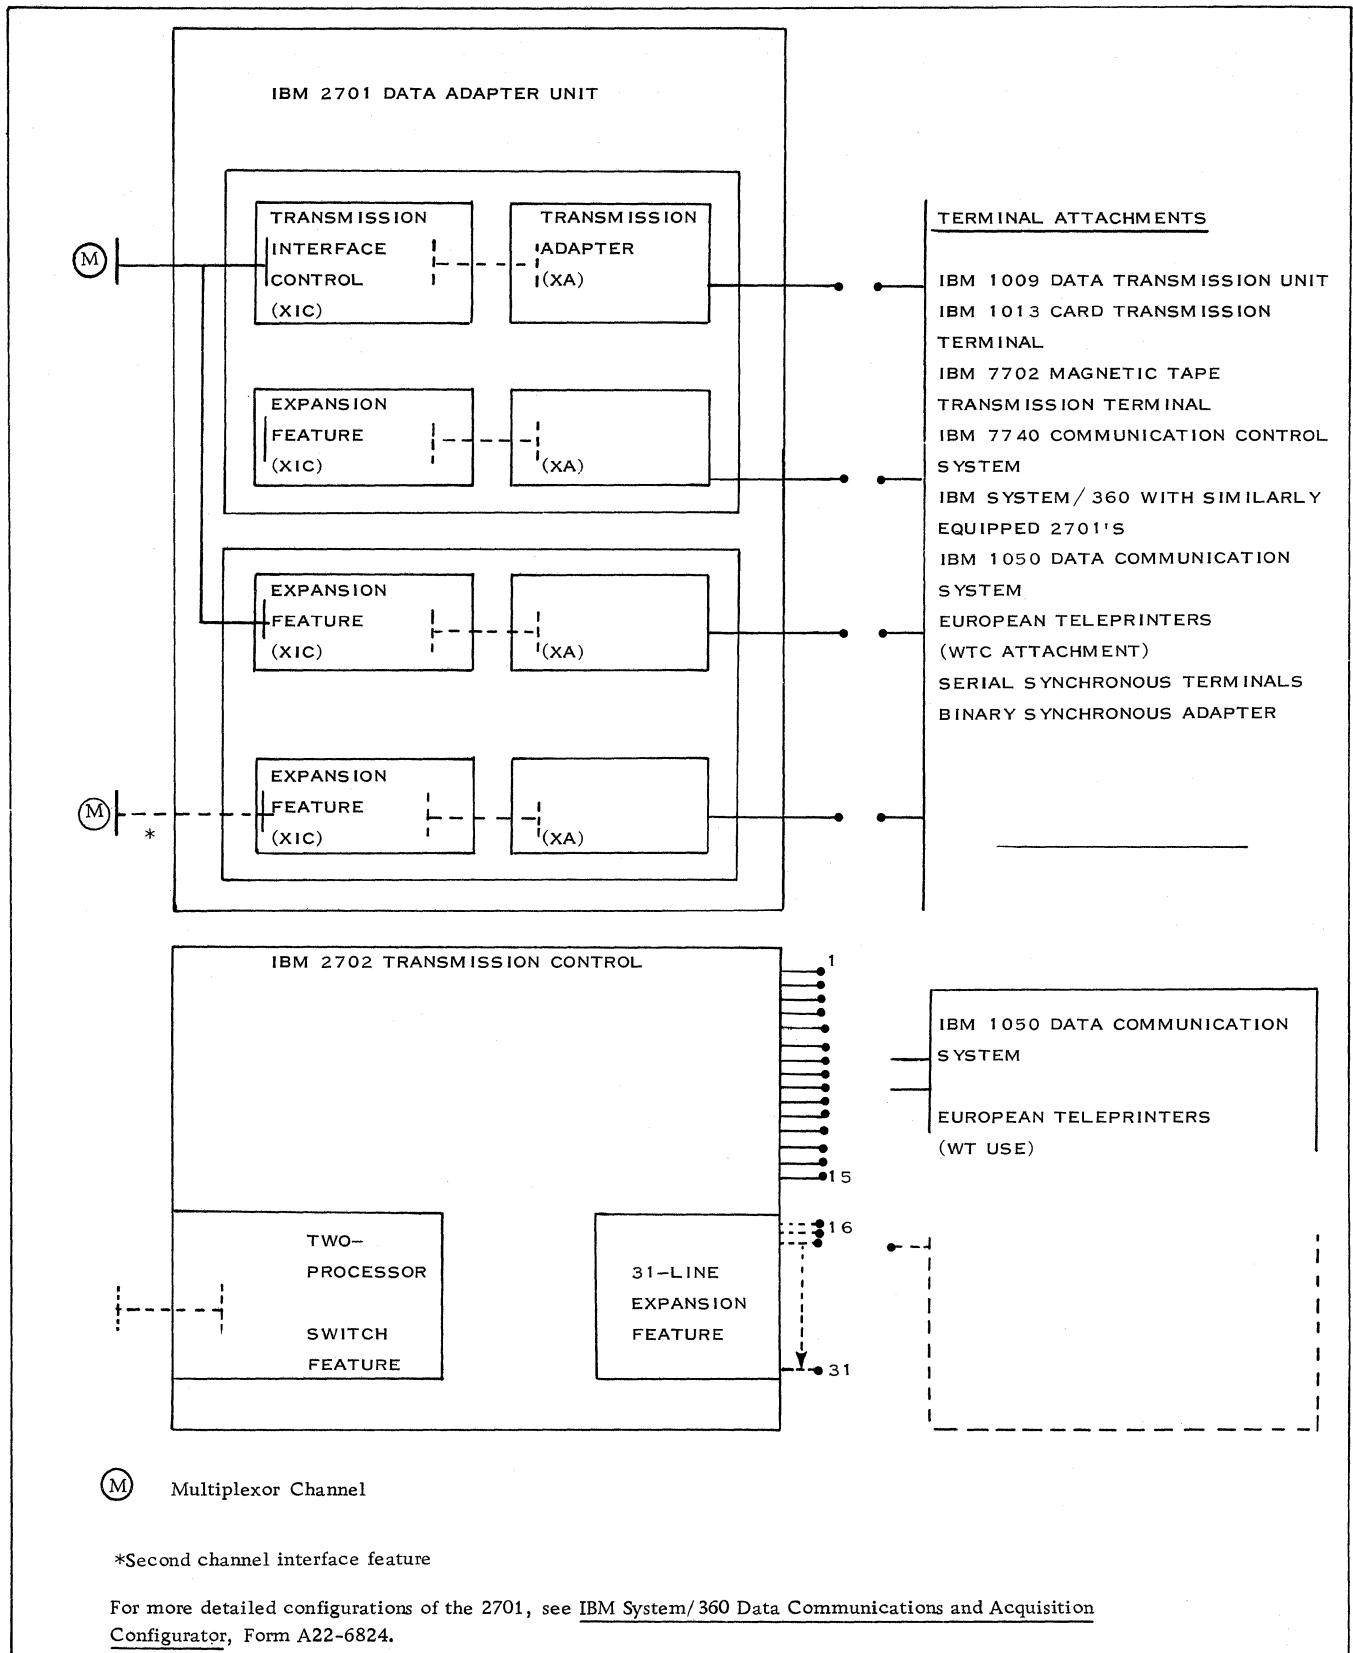 IBM 2701 DATA ADAPTER UNIT
TRANSMISSION
INTERFACE
CONTROL
(XIC)
TRANSMISSION
ADAPTER
(XA)
M
EXPANSION
FEATURE
(XIC)
(XA)
EXPANSION
FEATURE
(XIC)
(XA)
EXPANSION
FEATURE
(XIC)
(XA)
M
*
TERMINAL ATTACHMENTS
IBM 1009 DATA TRANSMISSION UNIT
IBM 1013 CARD TRANSMISSION
TERMINAL
IBM 7702 MAGNETIC TAPE
TRANSMISSION TERMINAL
IBM 7740 COMMUNICATION CONTROL
SYSTEM
IBM SYSTEM/360 WITH SIMILARLY
EQUIPPED 2701'S
IBM 1050 DATA COMMUNICATION
SYSTEM
EUROPEAN TELEPRINTERS
(WTC ATTACHMENT)
SERIAL SYNCHRONOUS TERMINALS
BINARY SYNCHRONOUS ADAPTER
IBM 2702 TRANSMISSION CONTROL
1
15
16
31
TWO-
PROCESSOR
SWITCH
FEATURE
31-LINE
EXPANSION
FEATURE
IBM 1050 DATA COMMUNICATION
SYSTEM
EUROPEAN TELEPRINTERS
(WT USE)
M Multiplexor Channel
*Second channel interface feature
For more detailed configurations of the 2701, see IBM System/360 Data Communications and Acquisition
Configurator, Form A22-6824.